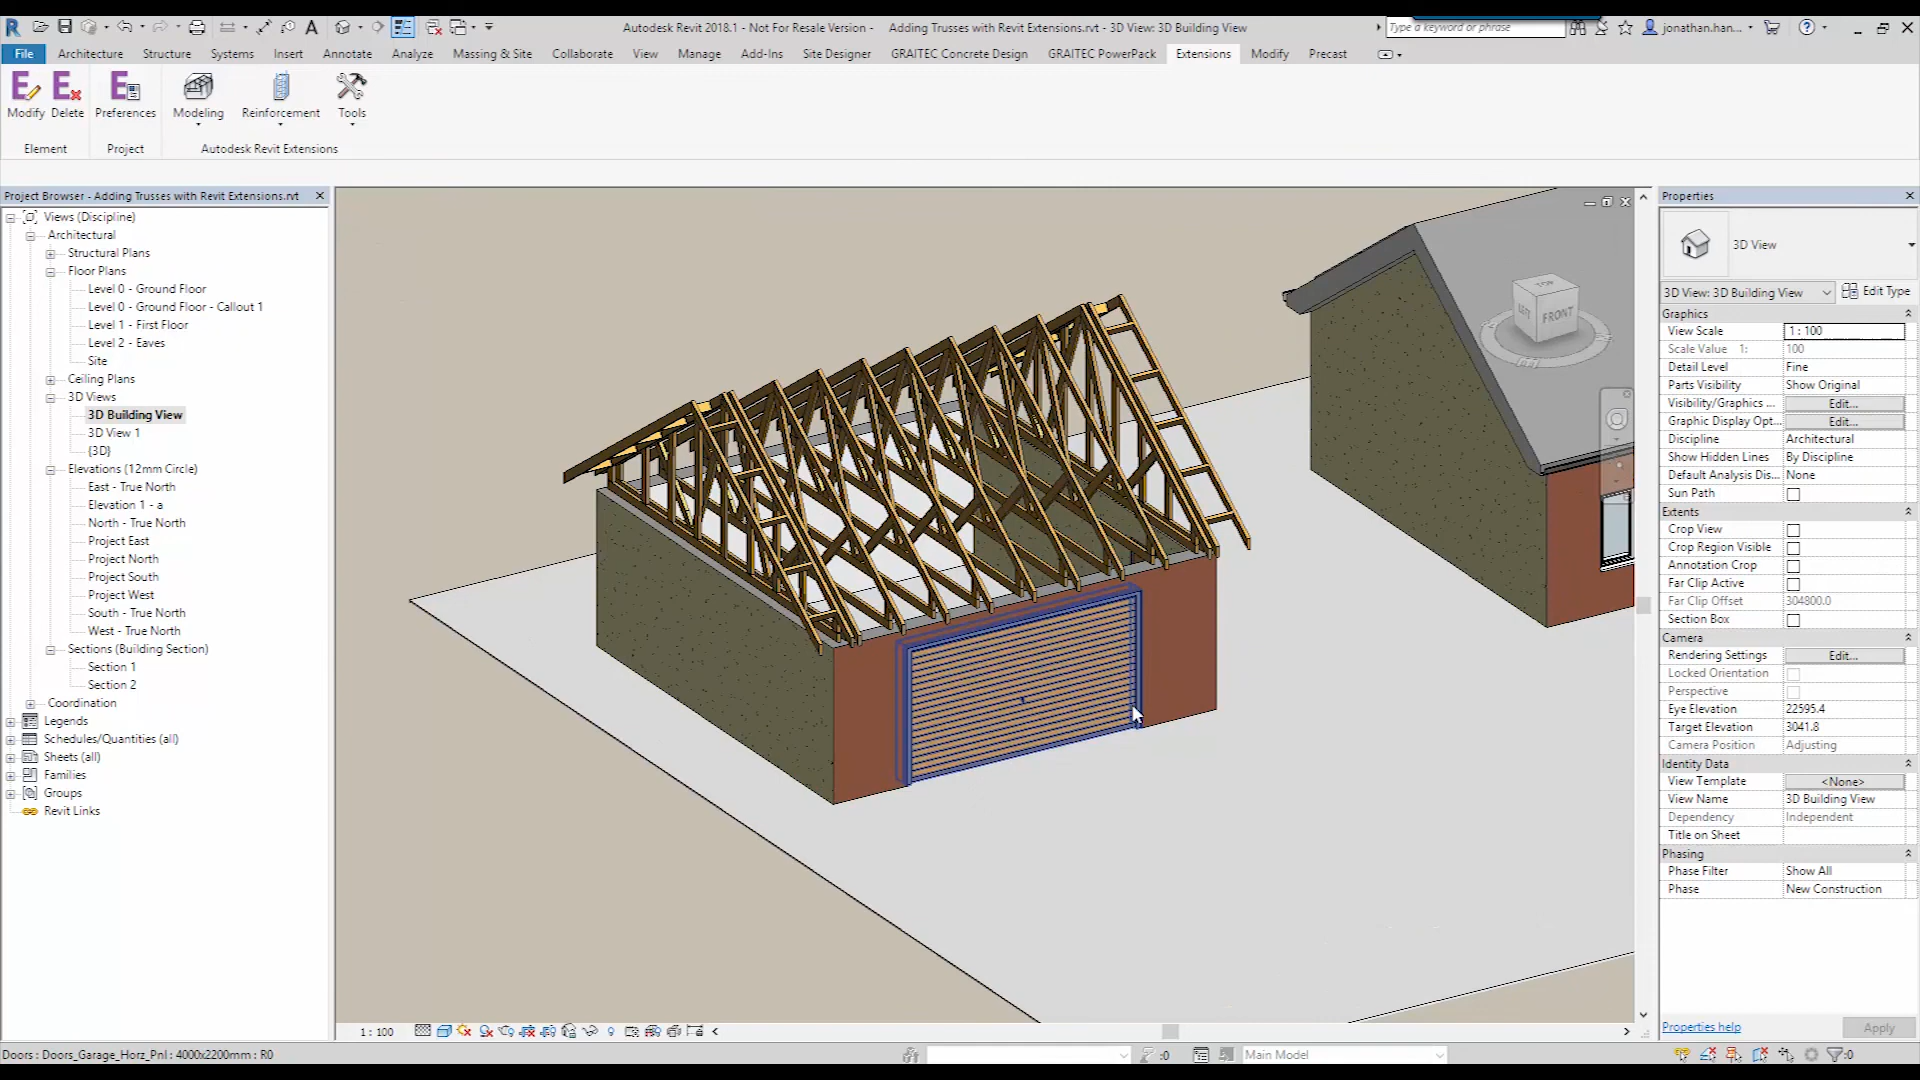 Autodesk Revit 2018.1 - Not For Resale Version - Adding Trusses with Revit Extensions.rvt - 3D View: 3D Building View
Type a keyword or phrase
jonathan.han...
File Architecture Structure Systems Insert Annotate Analyze Massing & Site Collaborate View Manage Add-Ins Site Designer GRAITEC Concrete Design GRAITEC PowerPack Extensions Modify Precast
Modify Delete Preferences Modeling Reinforcement Tools
Element Project Autodesk Revit Extensions
Project Browser - Adding Trusses with Revit Extensions.rvt
Views (Discipline)
Architectural
Structural Plans
Floor Plans
Level 0 - Ground Floor
Level 0 - Ground Floor - Callout 1
Level 1 - First Floor
Level 2 - Eaves
Site
Ceiling Plans
3D Views
3D Building View
3D View 1
{3D}
Elevations (12mm Circle)
East - True North
Elevation 1 - a
North - True North
Project East
Project North
Project South
Project West
South - True North
West - True North
Sections (Building Section)
Section 1
Section 2
Coordination
Legends
Schedules/Quantities (all)
Sheets (all)
Families
Groups
Revit Links
TOP
LEFT FRONT
Properties
3D View
3D View: 3D Building View Edit Type
Graphics
View Scale 1 : 100
Scale Value 1: 100
Detail Level Fine
Parts Visibility Show Original
Visibility/Graphics ... Edit...
Graphic Display Opt... Edit...
Discipline Architectural
Show Hidden Lines By Discipline
Default Analysis Dis... None
Sun Path
Extents
Crop View
Crop Region Visible
Annotation Crop
Far Clip Active
Far Clip Offset 304800.0
Section Box
Camera
Rendering Settings Edit...
Locked Orientation
Perspective
Eye Elevation 22595.4
Target Elevation 3041.8
Camera Position Adjusting
Identity Data
View Template <None>
View Name 3D Building View
Dependency Independent
Title on Sheet
Phasing
Phase Filter Show All
Phase New Construction
Properties help Apply
1 : 100
Doors : Doors_Garage_Horz_Pnl : 4000x2200mm : R0
:0
Main Model
:0